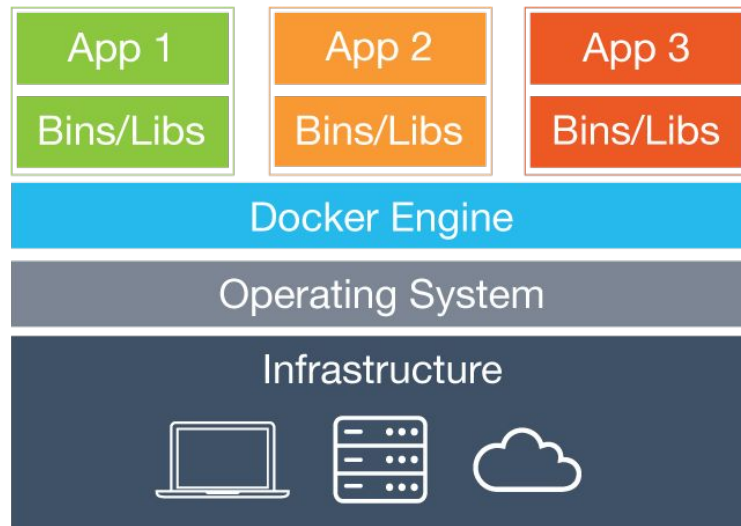 App 1
App 2
App 3
Bins/Libs
Bins/Libs
Bins/Libs
Docker Engine
Operating System
Infrastructure